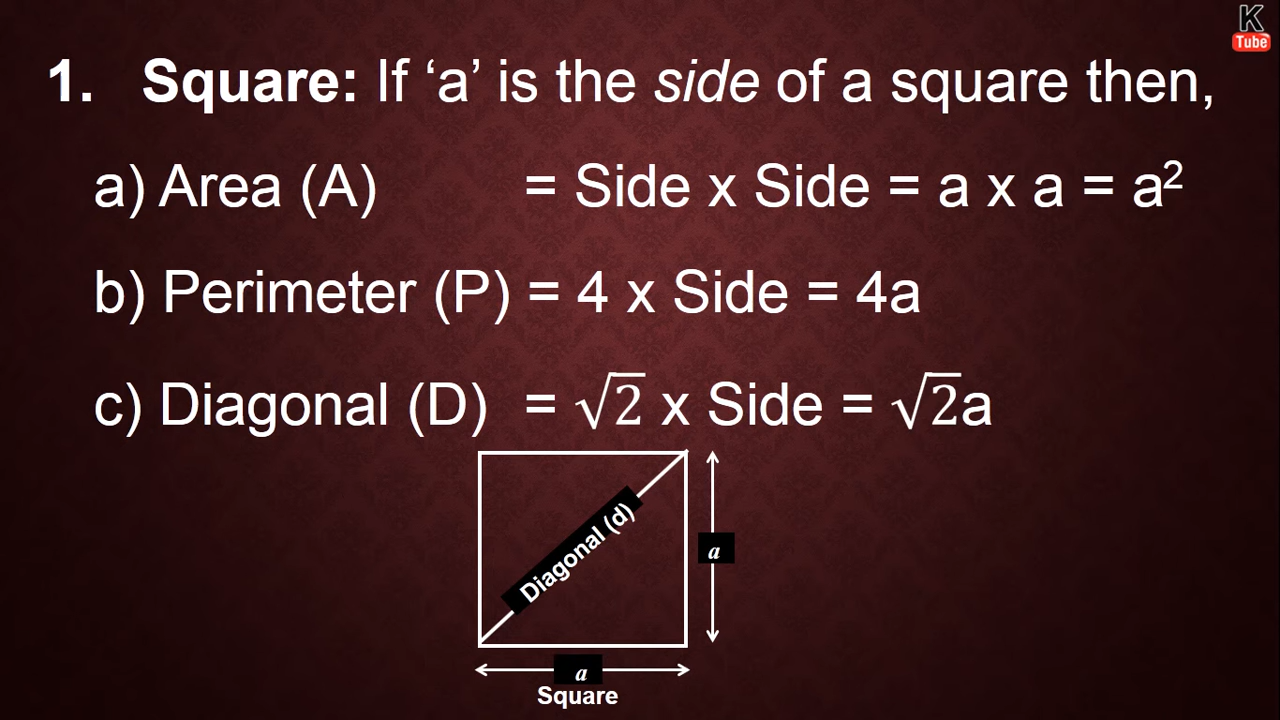 K
Tube
1. Square: If ‘a’ is the side of a square then,
a) Area (A) = Side x Side = a x a = a²
b) Perimeter (P) = 4 x Side = 4a
c) Diagonal (D) = √2 x Side = √2a
Diagonal (d)
a
a
Square